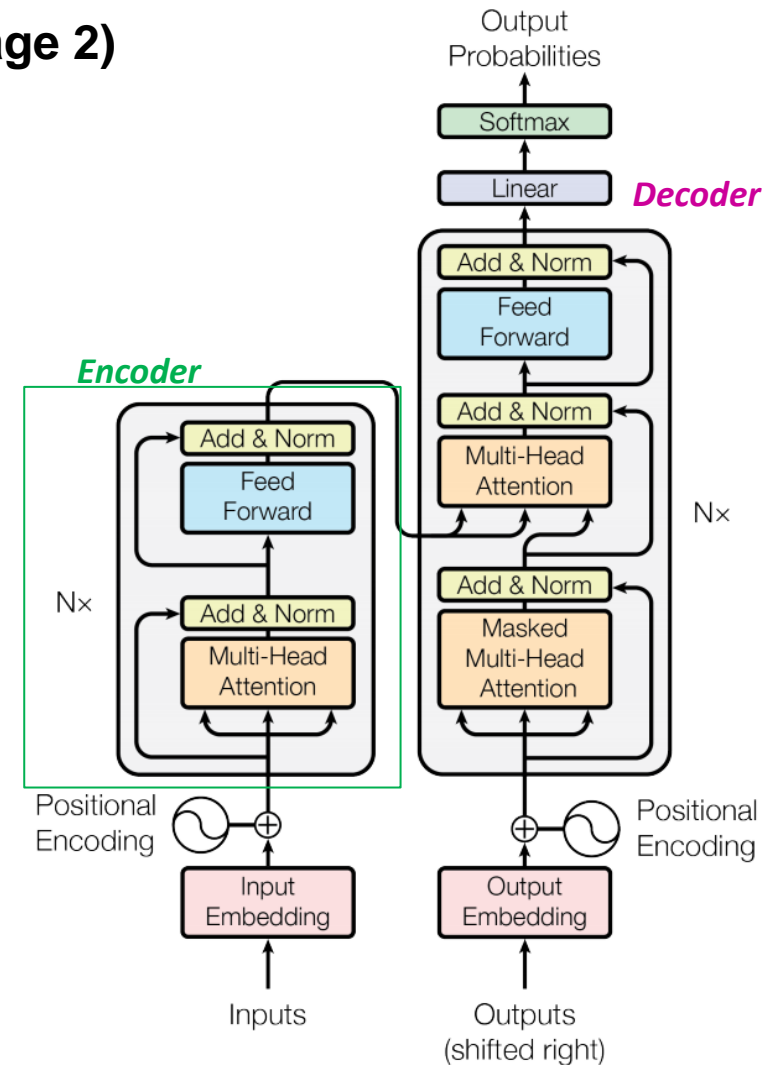 age 2)
Output
Probabilities
Softmax
Linear
Decoder
Add & Norm
Feed
Forward
Add & Norm
Multi-Head
Attention
N×
Add & Norm
Masked
Multi-Head
Attention
Encoder
Add & Norm
Feed
Forward
N×
Add & Norm
Multi-Head
Attention
Positional
Encoding
Positional
Encoding
Input
Embedding
Output
Embedding
Inputs
Outputs
(shifted right)